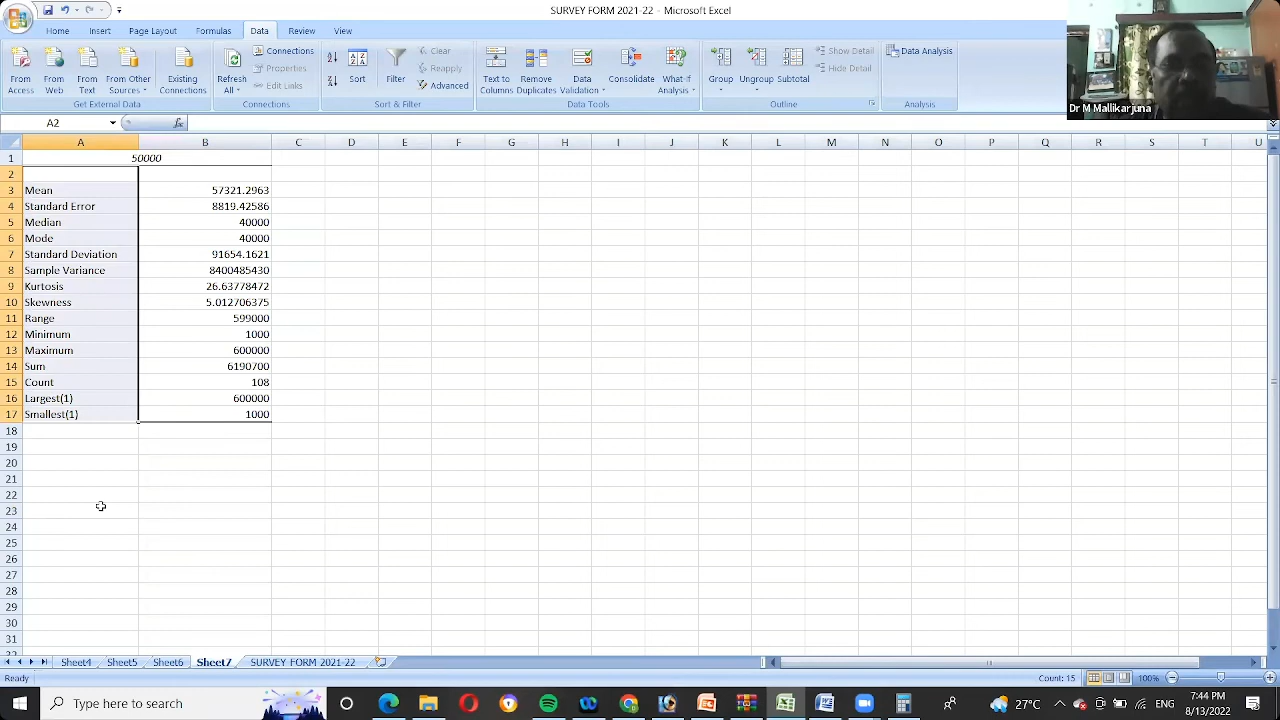 SURVEY FORM 2021-22 - Microsoft Excel
Home Insert Page Layout Formulas Data Review View
From Access
From Web
From Text
From Other Sources
Existing Connections
Get External Data
Refresh All
Connections
Properties
Edit Links
Connections
Sort
Filter
Clear
Reapply
Advanced
Sort & Filter
Text to Columns
Duplicates
Data Validation
Consolidate
What-If Analysis
Data Tools
Group
Ungroup
Subtotal
Show Detail
Hide Detail
Outline
Data Analysis
Analysis
Dr M Mallikarjuna
A2 fx
A B C D E F G H I J K L M N O P Q R S T U
1 50000
2
3 Mean 57321.2963
4 Standard Error 8819.42586
5 Median 40000
6 Mode 40000
7 Standard Deviation 91654.1621
8 Sample Variance 8400485430
9 Kurtosis 26.63778472
10 Skewness 5.012706375
11 Range 599000
12 Minimum 1000
13 Maximum 600000
14 Sum 6190700
15 Count 108
16 Largest(1) 600000
17 Smallest(1) 1000
18
19
20
21
22
23
24
25
26
27
28
29
30
31
Sheet4 Sheet5 Sheet6 Sheet7 SURVEY FORM 2021-22
Ready Count: 15 100%
Type here to search 27°C ENG 7:44 PM
8/13/2022